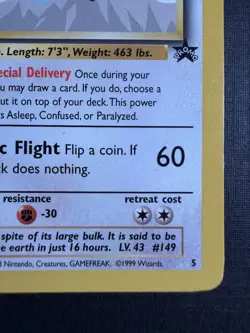 . Length: 7'3", Weight: 463 lbs.
PROMO
ecial Delivery Once during your
u may draw a card. If you do, choose a
ut it on top of your deck. This power
s Asleep, Confused, or Paralyzed.
c Flight Flip a coin. If 60
k does nothing.
resistance retreat cost
-30
spite of its large bulk. It is said to be
e earth in just 16 hours. LV. 43 #149
Nintendo, Creatures, GAMEFREAK. ©1999 Wizards. 5